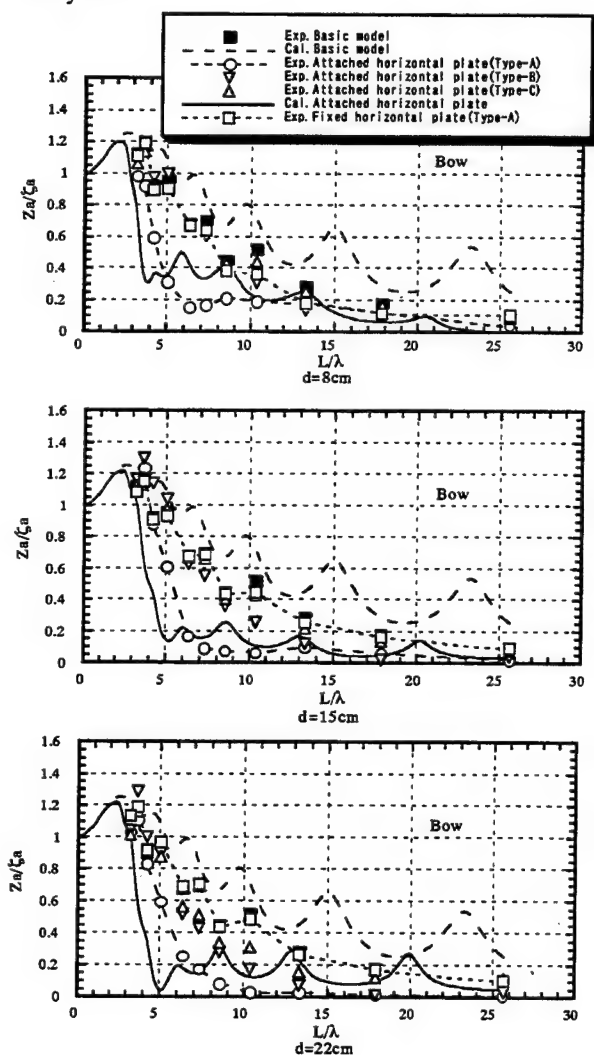 Exp. Basic model
Cal. Basic model
Exp. Attached horizontal plate(Type-A)
Exp. Attached horizontal plate(Type-B)
Exp. Attached horizontal plate(Type-C)
Cal. Attached horizontal plate
Exp. Fixed horizontal plate(Type-A)
1.6
1.4
1.2
1
0.8
0.6
0.4
0.2
0
Za/ζa
Bow
0 5 10 15 20 25 30
L/λ
d=8cm
1.6
1.4
1.2
1
0.8
0.6
0.4
0.2
0
Za/ζa
Bow
0 5 10 15 20 25 30
L/λ
d=15cm
1.6
1.4
1.2
1
0.8
0.6
0.4
0.2
0
Za/ζa
Bow
0 5 10 15 20 25 30
L/λ
d=22cm